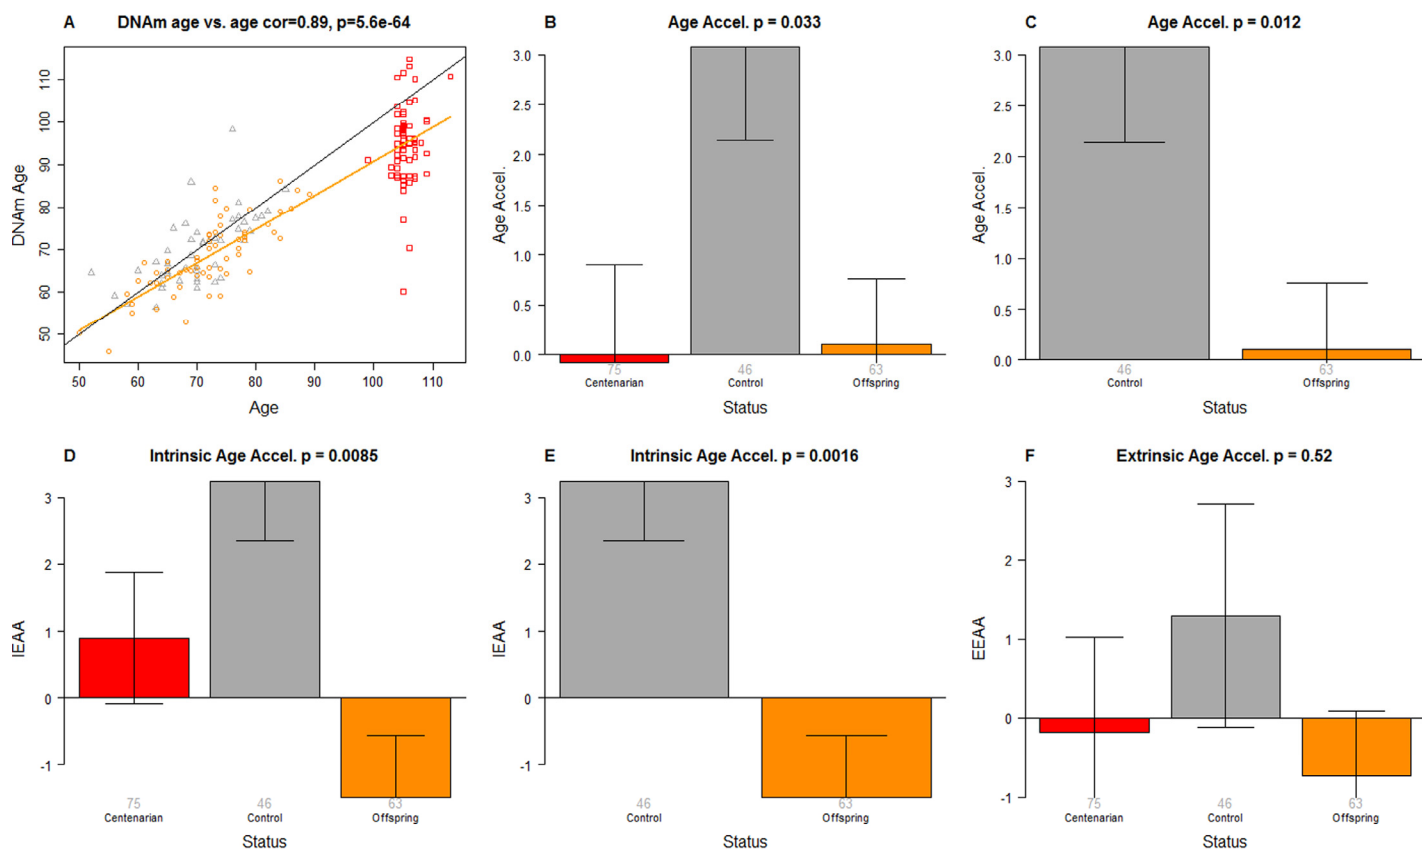 A DNAm age vs. age cor=0.89, p=5.6e-64
DNAm Age
110
100
90
80
70
60
50
50 60 70 80 90 100 110
Age
B Age Accel. p = 0.033
Age Accel.
3.0
2.5
2.0
1.5
1.0
0.5
0.0
75 46 63
Centenarian Control Offspring
Status
C Age Accel. p = 0.012
Age Accel.
3.0
2.5
2.0
1.5
1.0
0.5
0.0
46 63
Control Offspring
Status
D Intrinsic Age Accel. p = 0.0085
IEAA
3
2
1
0
-1
75 46 63
Centenarian Control Offspring
Status
E Intrinsic Age Accel. p = 0.0016
IEAA
3
2
1
0
-1
46 63
Control Offspring
Status
F Extrinsic Age Accel. p = 0.52
EEAA
3
2
1
0
-1
75 46 63
Centenarian Control Offspring
Status